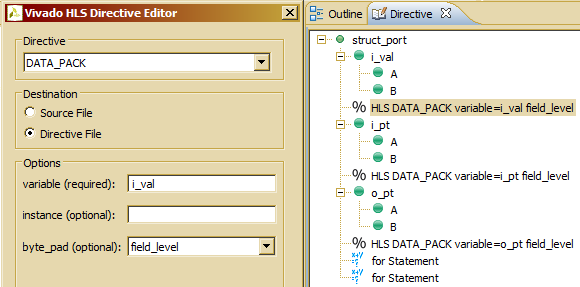 Vivado HLS Directive Editor
Directive
DATA_PACK
Destination
Source File
Directive File
Options
variable (required):
i_val
instance (optional):
byte_pad (optional):
field_level
Outline
Directive
struct_port
i_val
A
B
% HLS DATA_PACK variable=i_val field_level
i_pt
A
B
% HLS DATA_PACK variable=i_pt field_level
o_pt
A
B
% HLS DATA_PACK variable=o_pt field_level
for Statement
for Statement